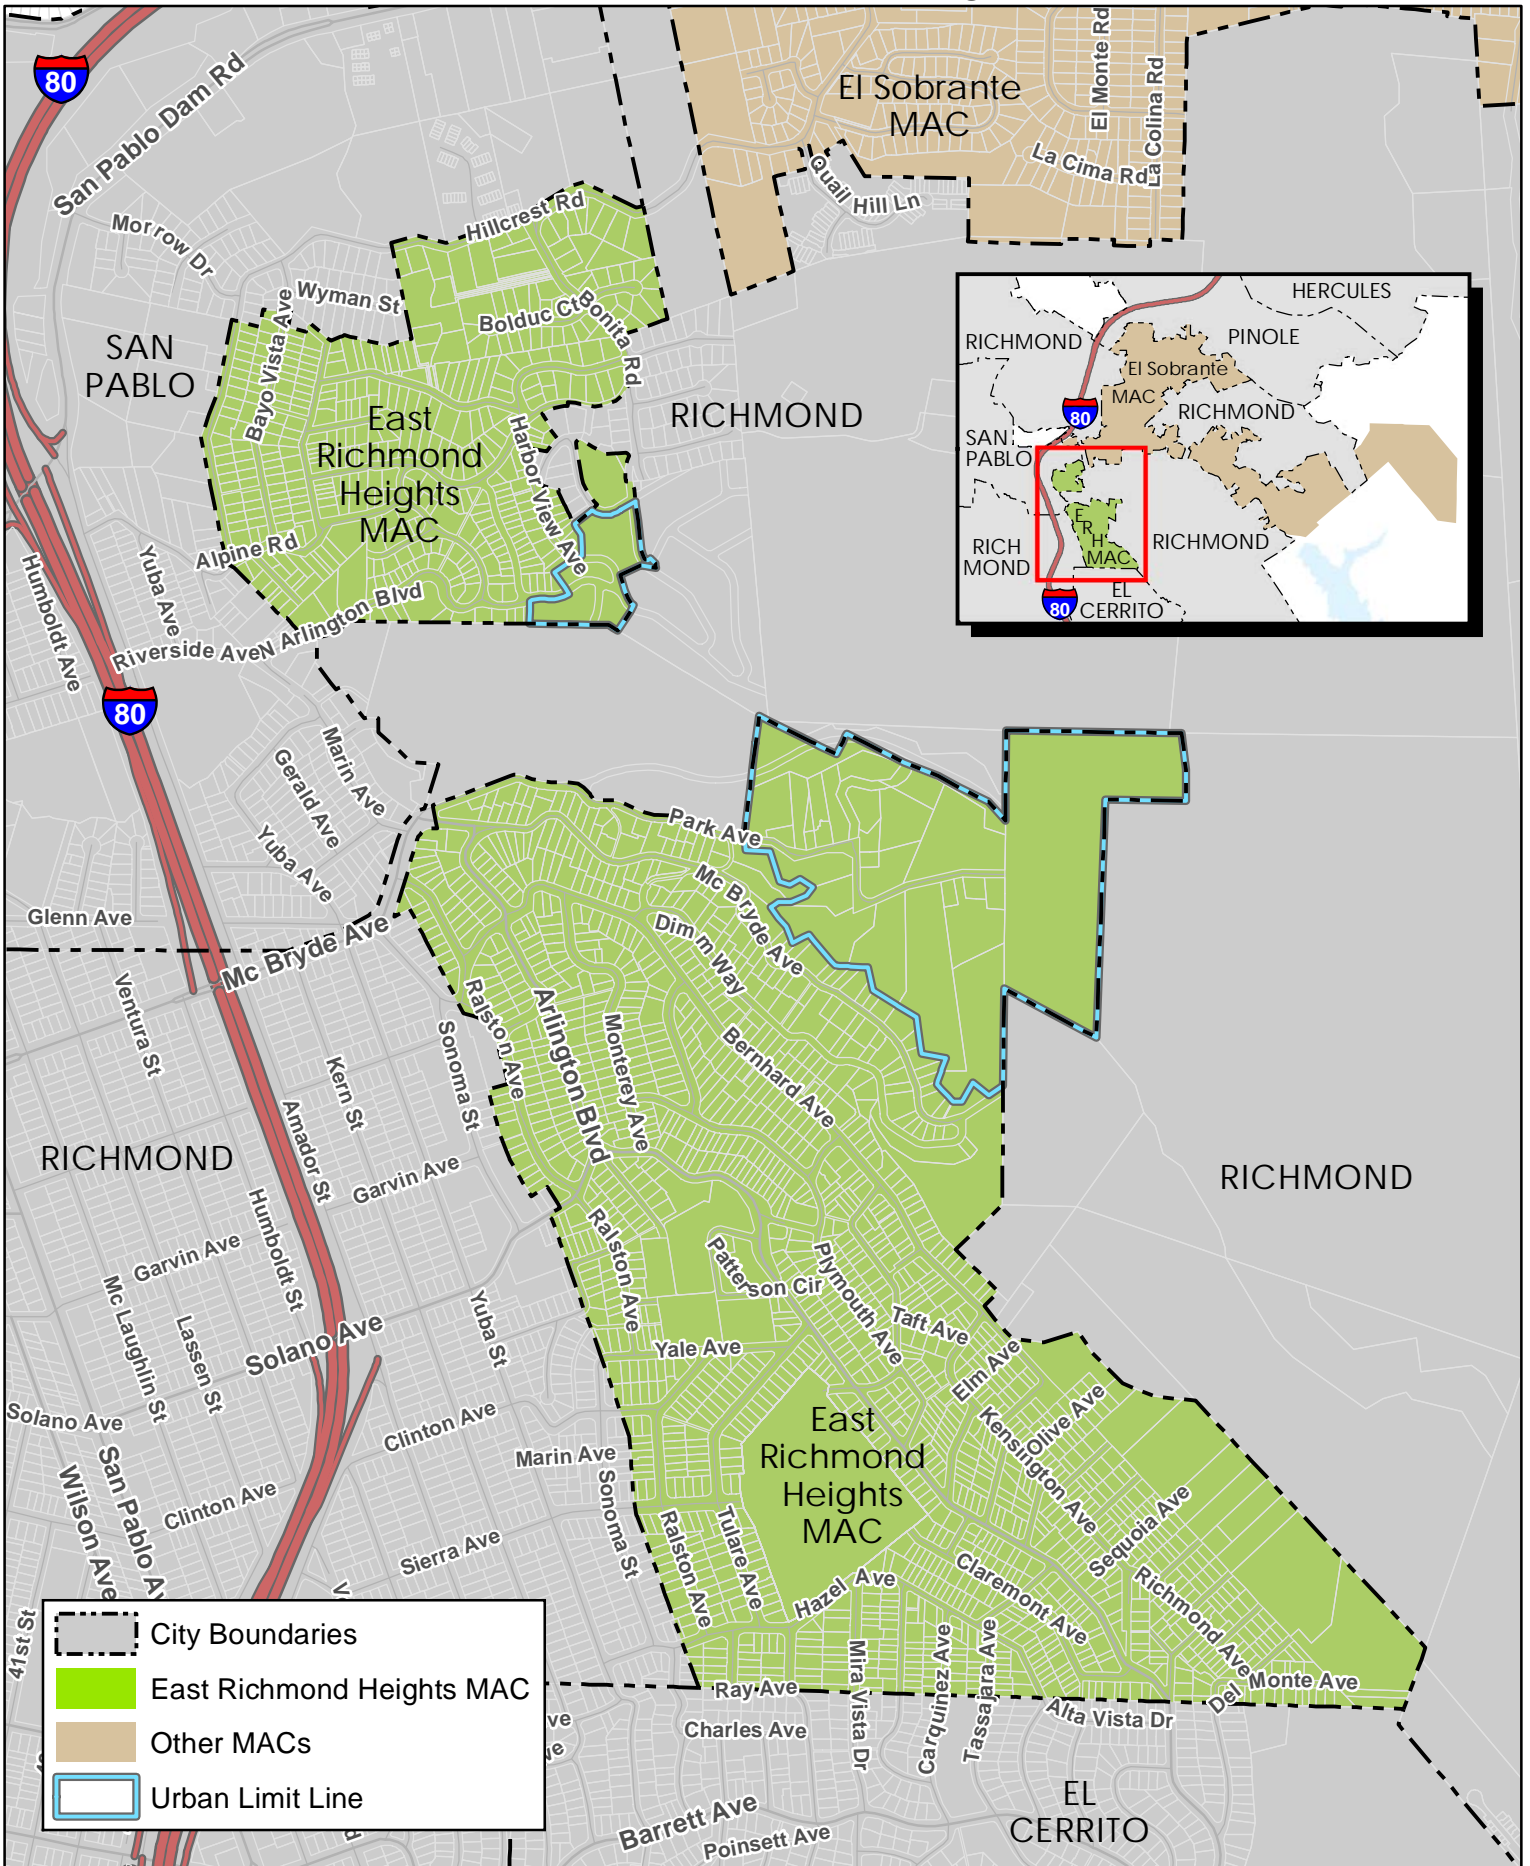 80
San Pablo Dam Rd
El Sobrante
MAC
El Monte Rd
La Colina Rd
La Cima Rd
Quail Hill Ln
Hillcrest Rd
Morrow Dr
Wyman St
Bolduc Ct
Bonita Rd
Bayo Vista Ave
SAN
PABLO
RICHMOND
East
Richmond
Heights
MAC
Harbor View Ave
Alpine Rd
N Arlington Blvd
Riverside Ave
Yuba Ave
Humboldt Ave
80
HERCULES
RICHMOND
PINOLE
El Sobrante
MAC
RICHMOND
80
SAN
PABLO
E
R
H
MAC
RICH
MOND
RICHMOND
EL
CERRITO
80
Marin Ave
Gerald Ave
Yuba Ave
Glenn Ave
Mc Bryde Ave
Park Ave
Mc Bryde Ave
Dimm Way
Ventura St
Kern St
Sonoma St
Ralston Ave
Arlington Blvd
Monterey Ave
Bernhard Ave
Amador St
RICHMOND
RICHMOND
Garvin Ave
Garvin Ave
Humboldt St
Mc Laughlin St
Lassen St
Solano Ave
Yuba St
Ralston Ave
Patterson Cir
Plymouth Ave
Taft Ave
Yale Ave
Elm Ave
Olive Ave
Kensington Ave
Solano Ave
Clinton Ave
Marin Ave
Sonoma St
San Pablo Av
Wilson Ave
Clinton Ave
Sierra Ave
East
Richmond
Heights
MAC
Ralston Ave
Tulare Ave
Hazel Ave
Claremont Ave
Sequoia Ave
Richmond Ave
Del Monte Ave
41st St
Ray Ave
Charles Ave
Mira Vista Dr
Carquinez Ave
Tassajara Ave
Alta Vista Dr
EL
CERRITO
Barrett Ave
Poinsett Ave
ve
ve
d
City Boundaries
East Richmond Heights MAC
Other MACs
Urban Limit Line